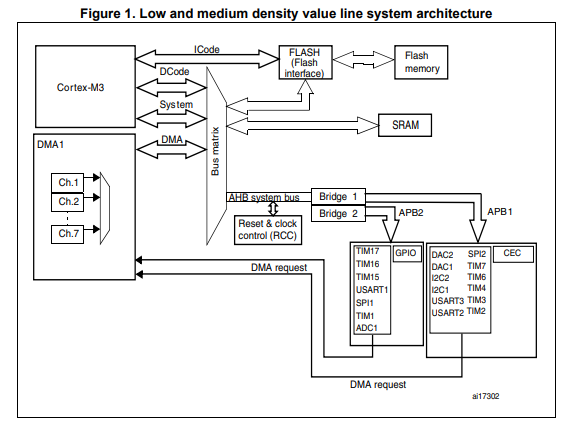 Figure 1. Low and medium density value line system architecture
ICode
FLASH
(Flash
interface)
Flash
memory
Cortex-M3
DCode
System
DMA
Bus matrix
SRAM
DMA1
Ch.1
Ch.2
Ch.7
AHB system bus
Bridge 1
Bridge 2
APB2
APB1
Reset & clock
control (RCC)
DMA request
TIM17
TIM16
TIM15
USART1
SPI1
TIM1
ADC1
GPIO
DAC2 SPI2
DAC1 TIM7
I2C2 TIM6
I2C1 TIM4
USART3 TIM3
USART2 TIM2
CEC
DMA request
ai17302